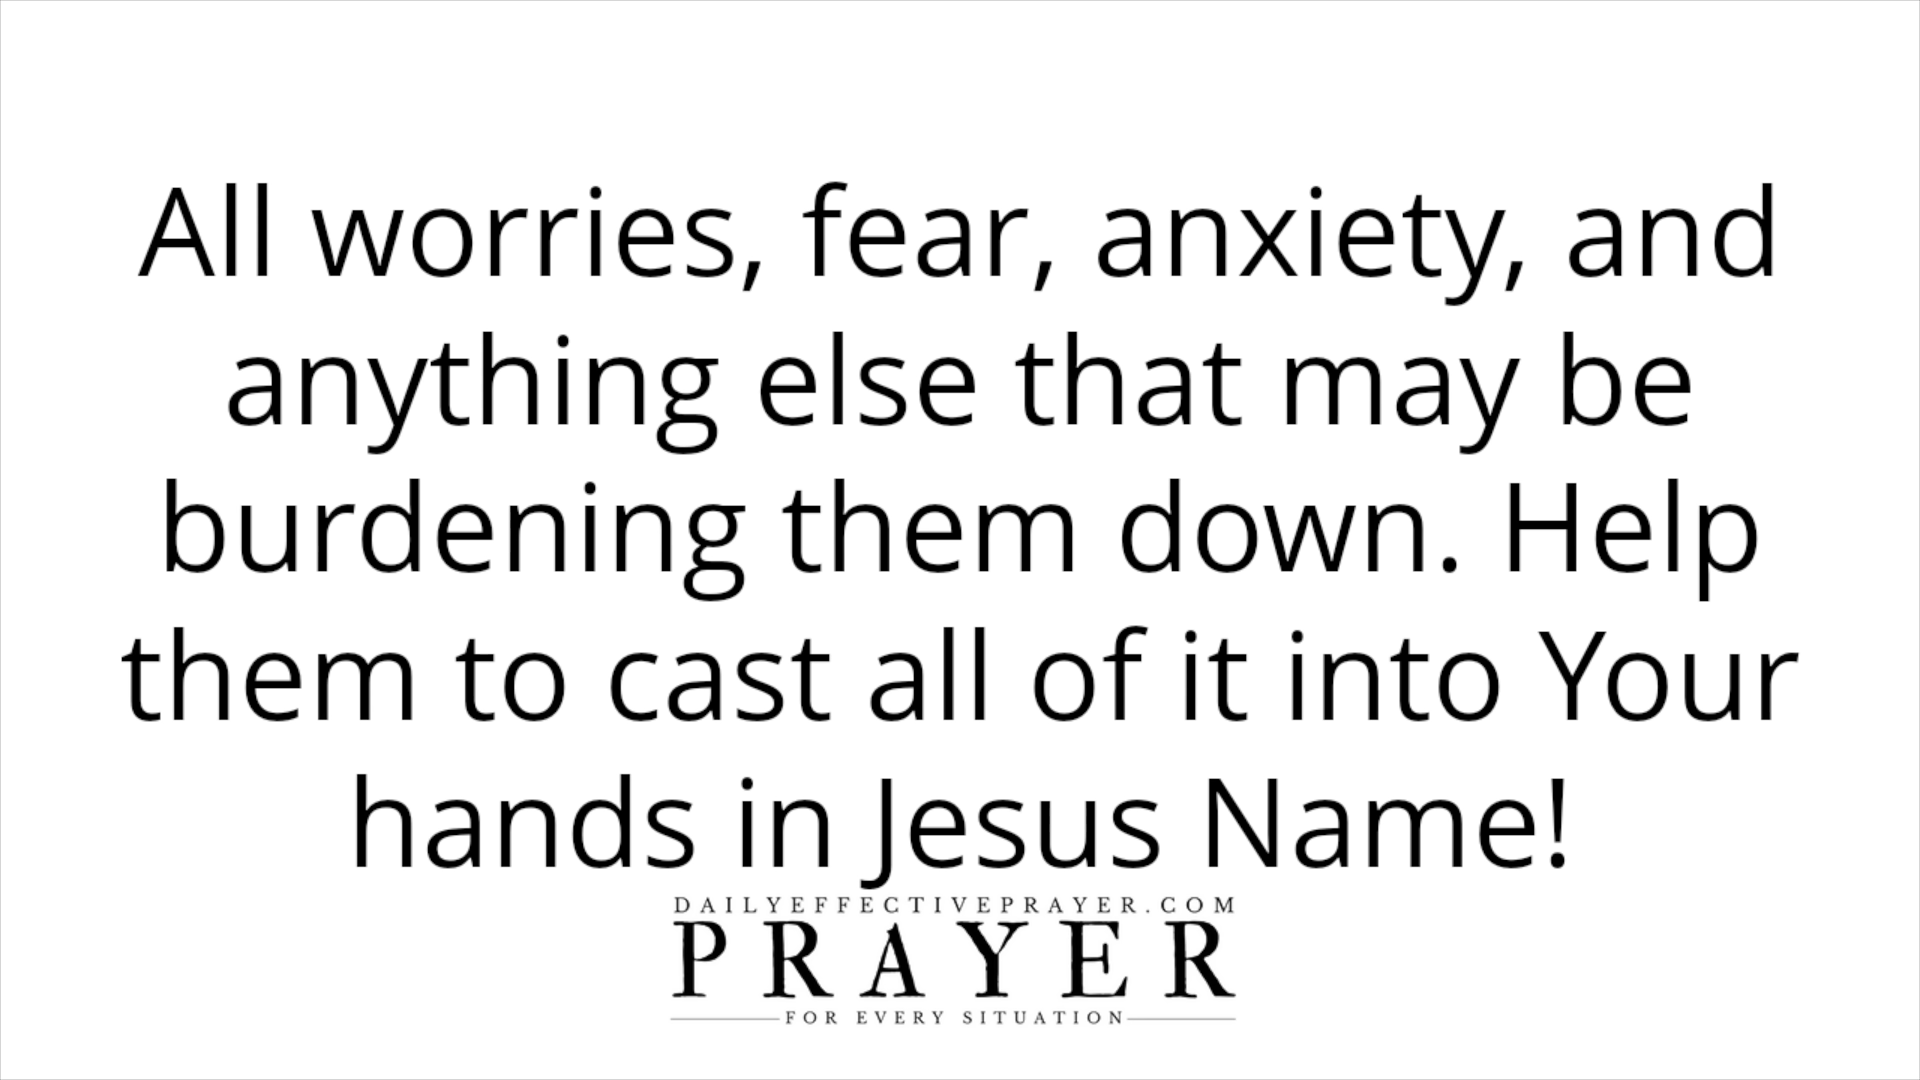 All worries, fear, anxiety, and
anything else that may be
burdening them down. Help
them to cast all of it into Your
hands in Jesus Name!
DAILYEFFECTIVEPRAYER.COM
PRAYER
FOR EVERY SITUATION